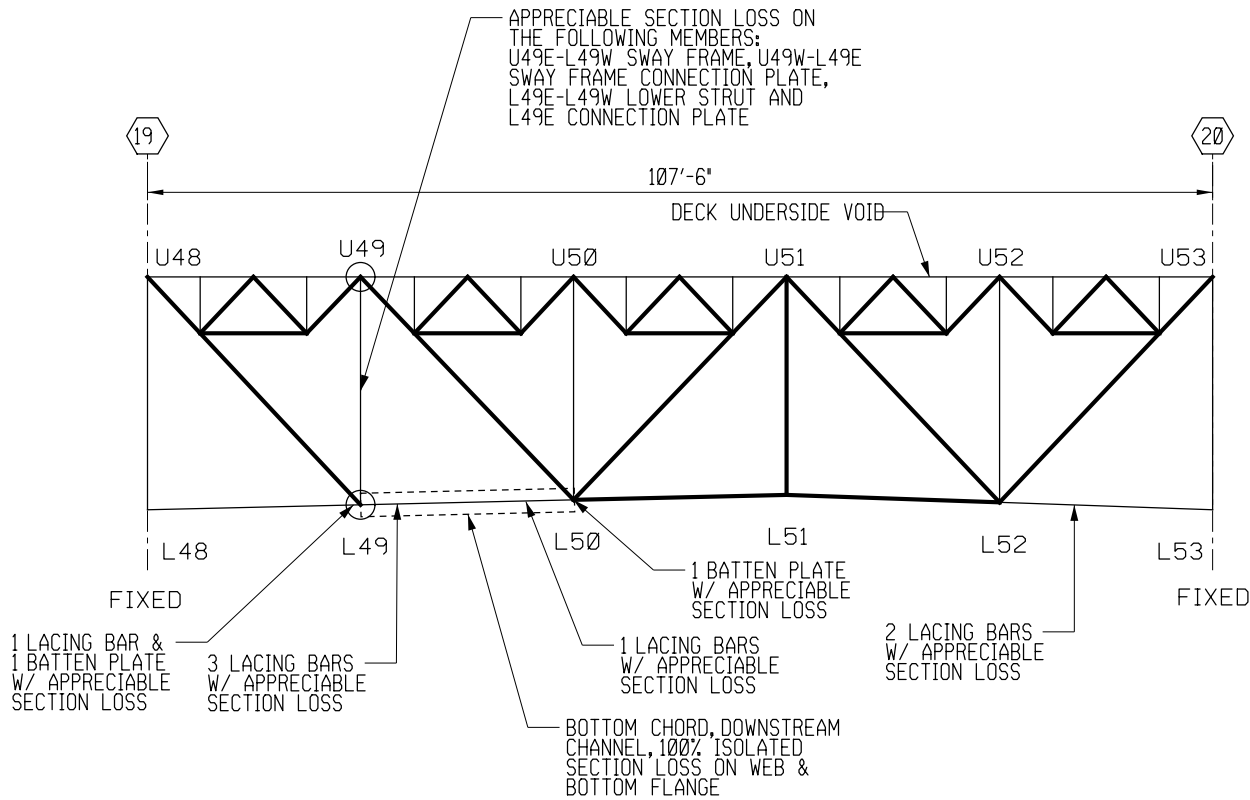 APPRECIABLE SECTION LOSS ON
THE FOLLOWING MEMBERS:
U49E-L49W SWAY FRAME, U49W-L49E
SWAY FRAME CONNECTION PLATE,
L49E-L49W LOWER STRUT AND
L49E CONNECTION PLATE
19
20
107'-6"
DECK UNDERSIDE VOID
U48
U49
U50
U51
U52
U53
L48
L49
L50
L51
L52
L53
FIXED
FIXED
1 LACING BAR &
1 BATTEN PLATE
W/ APPRECIABLE
SECTION LOSS
3 LACING BARS
W/ APPRECIABLE
SECTION LOSS
1 BATTEN PLATE
W/ APPRECIABLE
SECTION LOSS
1 LACING BARS
W/ APPRECIABLE
SECTION LOSS
2 LACING BARS
W/ APPRECIABLE
SECTION LOSS
BOTTOM CHORD, DOWNSTREAM
CHANNEL, 100% ISOLATED
SECTION LOSS ON WEB &
BOTTOM FLANGE